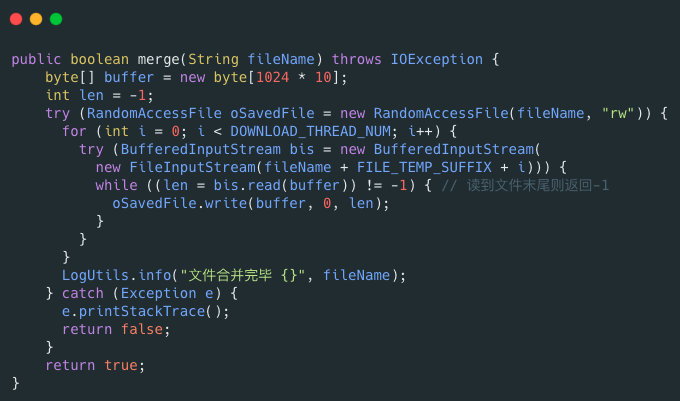 public boolean merge(String fileName) throws IOException {
    byte[] buffer = new byte[1024 * 10];
    int len = -1;
    try (RandomAccessFile oSavedFile = new RandomAccessFile(fileName, "rw")) {
      for (int i = 0; i < DOWNLOAD_THREAD_NUM; i++) {
        try (BufferedInputStream bis = new BufferedInputStream(
          new FileInputStream(fileName + FILE_TEMP_SUFFIX + i))) {
          while ((len = bis.read(buffer)) != -1) { // 读到文件末尾则返回-1
            oSavedFile.write(buffer, 0, len);
          }
        }
      }
      LogUtils.info("文件合并完毕 {}", fileName);
    } catch (Exception e) {
      e.printStackTrace();
      return false;
    }
    return true;
}